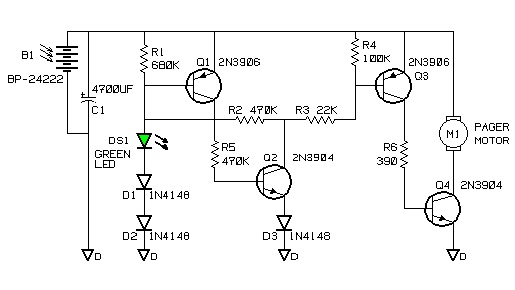 B1
BP-24222
+
4700UF
C1
R1
680K
Q1
2N3906
R2 470K
R3 22K
R4
100K
2N3906
Q3
DS1
GREEN
LED
R5
470K
Q2
2N3904
R6
390
M1
PAGER
MOTOR
D1
1N4148
D2
1N4148
D3
1N4148
Q4
2N3904
D
D
D
D